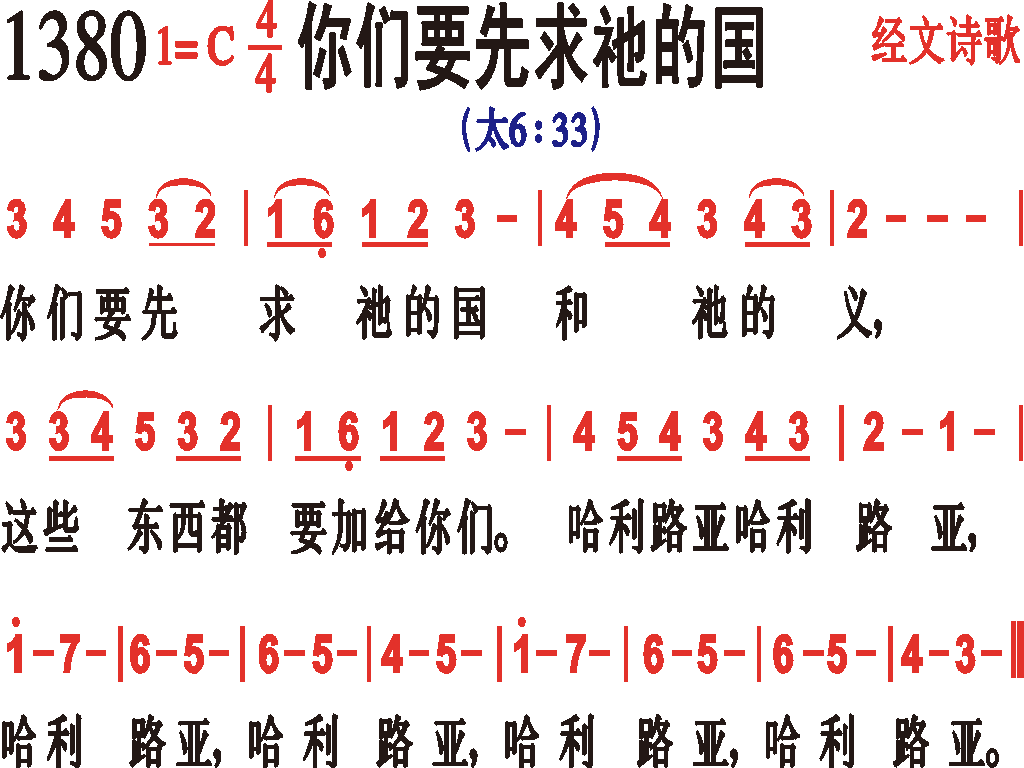 1380 1=C 4/4 你们要先求祂的国 经文诗歌
(太6:33)
3 4 5 3 2 | 1 6̣ 1 2 3 - | 4 5 4 3 4 3 | 2 - - - |
你们要先 求 祂的国 和 祂的 义,
3 3 4 5 3 2 | 1 6̣ 1 2 3 - | 4 5 4 3 4 3 | 2 - 1 - |
这些 东西都 要加给你们。 哈利路亚哈利 路 亚,
1̇ - 7 - | 6 - 5 - | 6 - 5 - | 4 - 5 - | 1̇ - 7 - | 6 - 5 - | 6 - 5 - | 4 - 3 - ‖
哈利 路亚, 哈利 路亚, 哈利 路亚, 哈利 路亚。